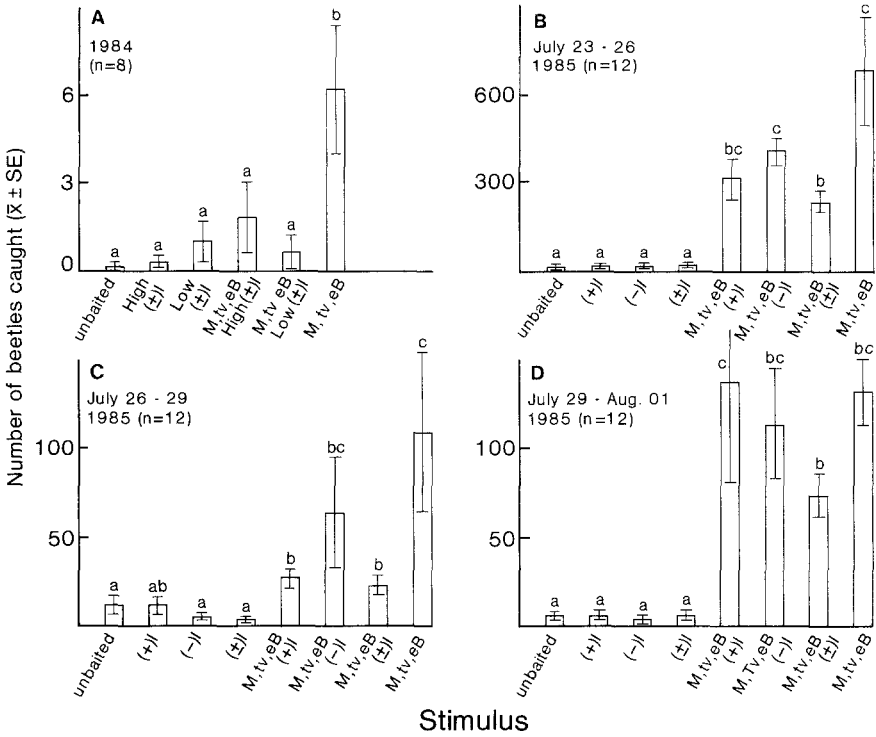 Number of beetles caught (x̄ ± SE)
A
1984
(n=8)
6
3
0
a
a
a
a
a
b
unbaited
High (±)I
Low (±)I
M,tv,eB High(±)I
M,tv,eB Low(±)I
M,tv,eB
B
July 23 - 26
1985 (n=12)
600
300
a
a
a
a
bc
c
b
c
unbaited
(+)I
(−)I
(±)I
M,tv,eB (+)I
M,tv,eB (−)I
M,tv,eB (±)I
M,tv,eB
C
July 26 - 29
1985 (n=12)
100
50
a
ab
a
a
b
bc
b
c
unbaited
(+)I
(−)I
(±)I
M,tv,eB (+)I
M,tv,eB (−)I
M,tv,eB (±)I
M,tv,eB
D
July 29 - Aug. 01
1985 (n=12)
100
50
a
a
a
a
c
bc
b
bc
unbaited
(+)I
(−)I
(±)I
M,tv,eB (+)I
M,Tv,eB (−)I
M,tv,eB (±)I
M,tv,eB
Stimulus